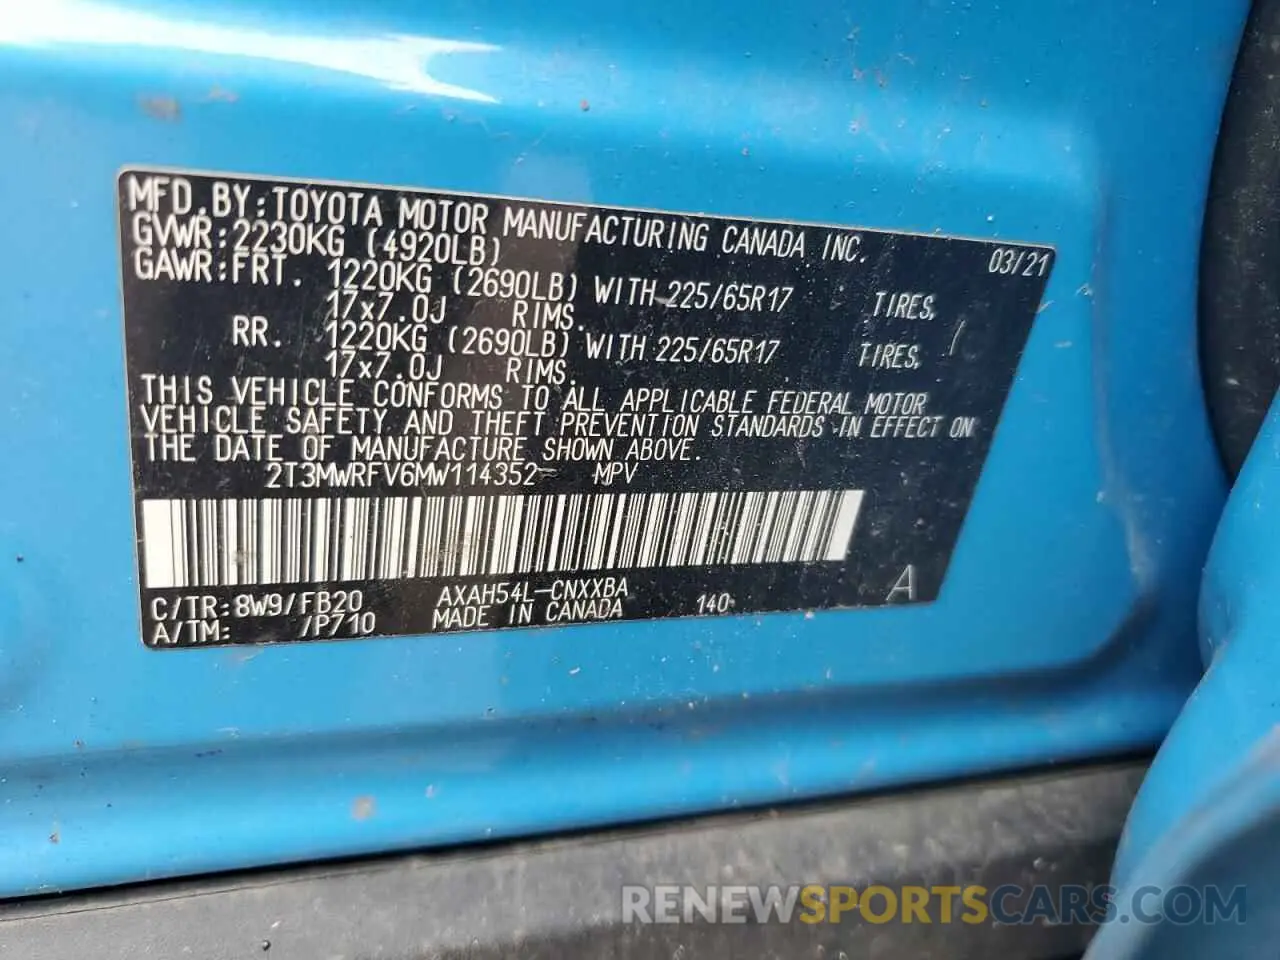 MFD.BY:TOYOTA MOTOR MANUFACTURING CANADA INC.
03/21
GVWR:2230KG (4920LB)
GAWR:FRT. 1220KG (2690LB) WITH 225/65R17 TIRES,
17x7.0J RIMS.
RR. 1220KG (2690LB) WITH 225/65R17 TIRES,
17x7.0J RIMS.
THIS VEHICLE CONFORMS TO ALL APPLICABLE FEDERAL MOTOR
VEHICLE SAFETY AND THEFT PREVENTION STANDARDS IN EFFECT ON
THE DATE OF MANUFACTURE SHOWN ABOVE.
2T3MWRFV6MW114352 MPV
C/TR:8W9/FB20 AXAH54L-CNXXBA
A/TM: /P710 MADE IN CANADA 140 A
RENEWSPORTSCARS.COM